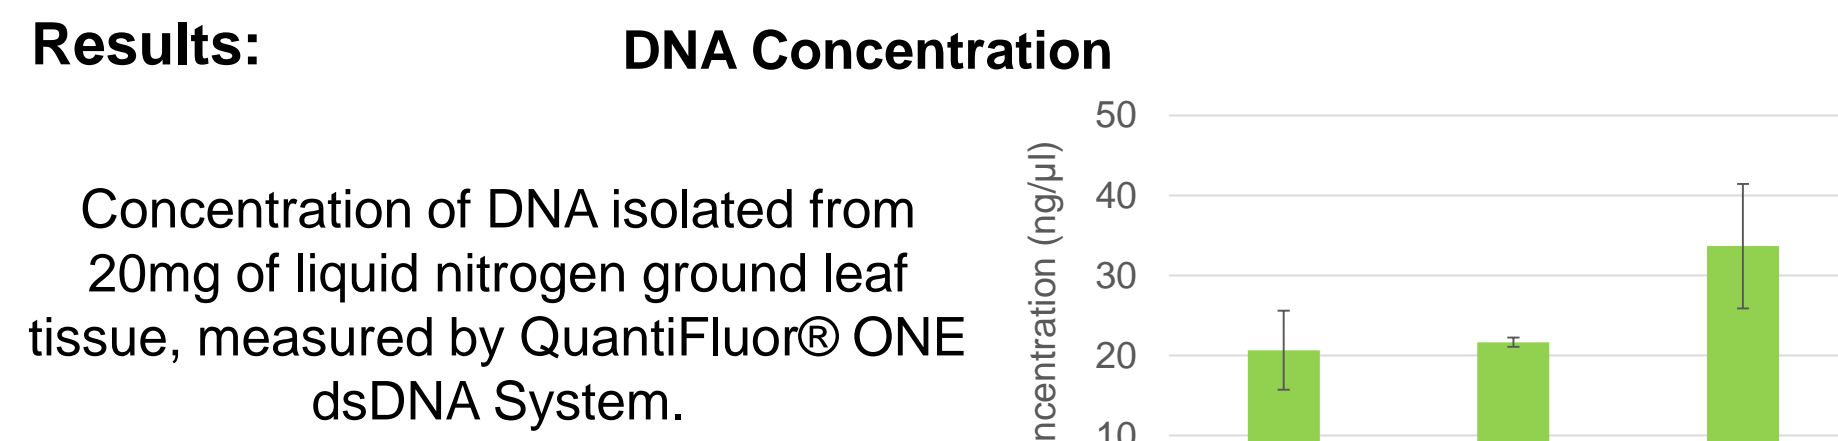 Results:
DNA Concentration
Concentration of DNA isolated from
20mg of liquid nitrogen ground leaf
tissue, measured by QuantiFluor® ONE
dsDNA System.
ncentration (ng/µl)
50
40
30
20
10